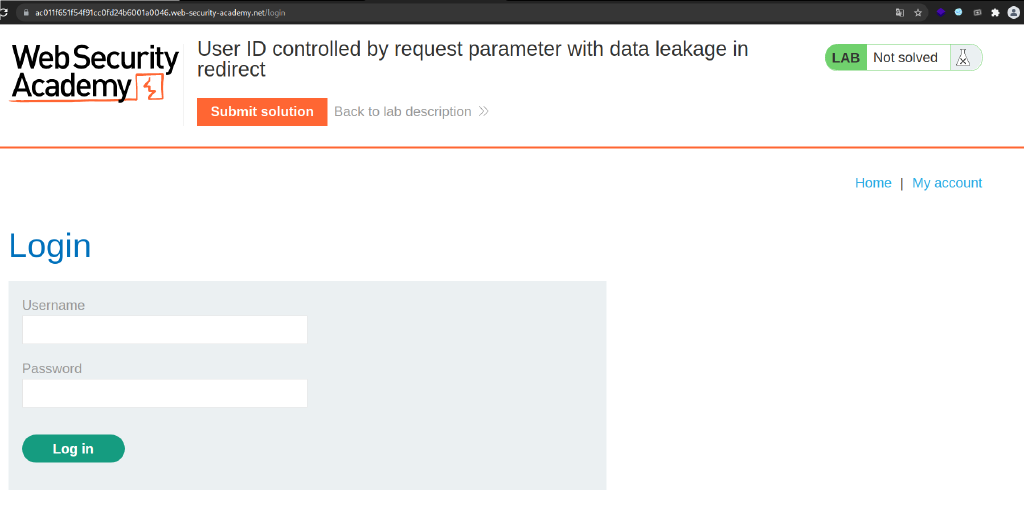 ac011f651f54f91cc0fd24b6001a0046.web-security-academy.net/login
Web Security
Academy
User ID controlled by request parameter with data leakage in
redirect
LAB Not solved
Submit solution Back to lab description
Home | My account
Login
Username
Password
Log in